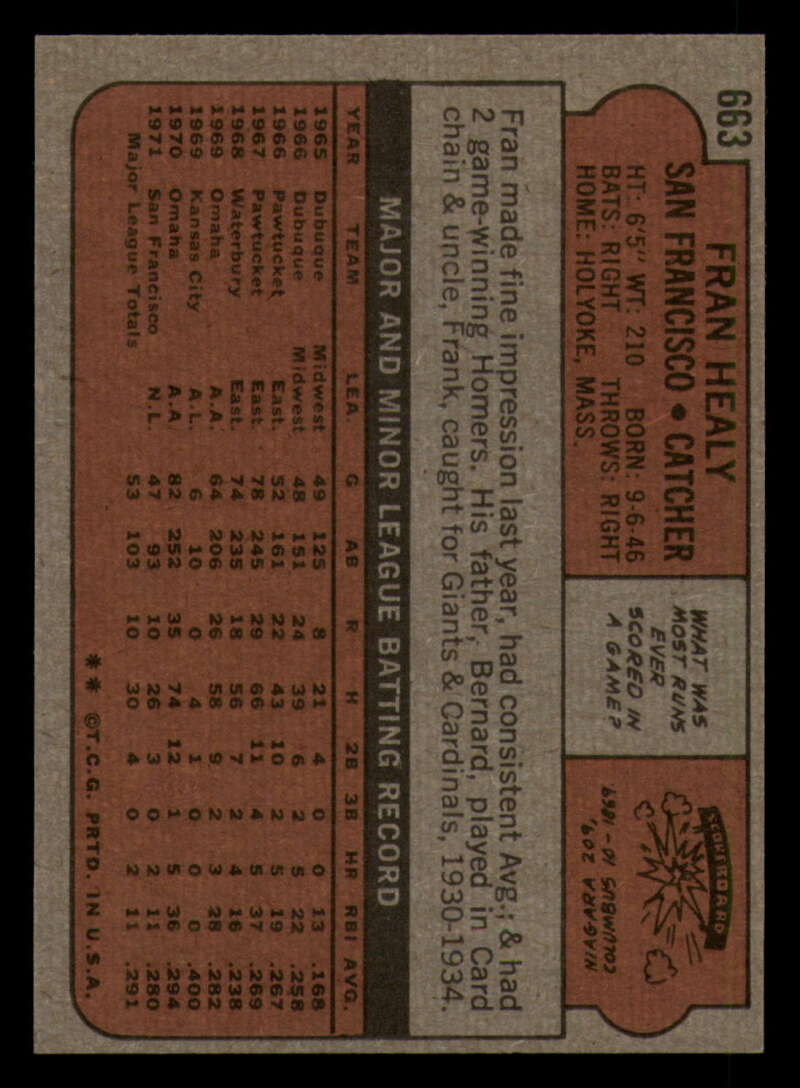 663
FRAN HEALY
SAN FRANCISCO • CATCHER
HT: 6'5" WT: 210 BORN: 9-6-46
BATS: RIGHT THROWS: RIGHT
HOME: HOLYOKE, MASS.
WHAT WAS
MOST RUNS
EVER
SCORED IN
A GAME?
SCOREBOARD
NIAGARA 209,
COLUMBUS 10 - 1869
Fran made fine impression last year, had consistent Avg.; & had
2 game-winning Homers. His father, Bernard, played in Card
chain & uncle, Frank, caught for Giants & Cardinals, 1930-1934.
MAJOR AND MINOR LEAGUE BATTING RECORD
YEAR TEAM LEA. G AB R H 2B 3B HR RBI AVG.
1965 Dubuque Midwest 49 125 8 21 4 0 0 13 .168
1966 Dubuque Midwest 48 151 24 39 6 2 5 22 .258
1966 Pawtucket East. 52 161 22 43 10 2 5 19 .267
1967 Pawtucket East. 78 245 29 66 11 4 5 37 .269
1968 Waterbury East. 74 235 18 56 7 2 4 16 .238
1969 Omaha A.A. 64 206 26 58 9 2 3 28 .282
1969 Kansas City A.L. 6 10 0 4 1 0 0 0 .400
1970 Omaha A.A. 82 252 35 74 12 1 5 36 .294
1971 San Francisco N.L. 47 93 10 26 3 0 2 11 .280
Major League Totals 53 103 10 30 4 0 2 11 .291
** ©T.C.G. PRTD. IN U.S.A.